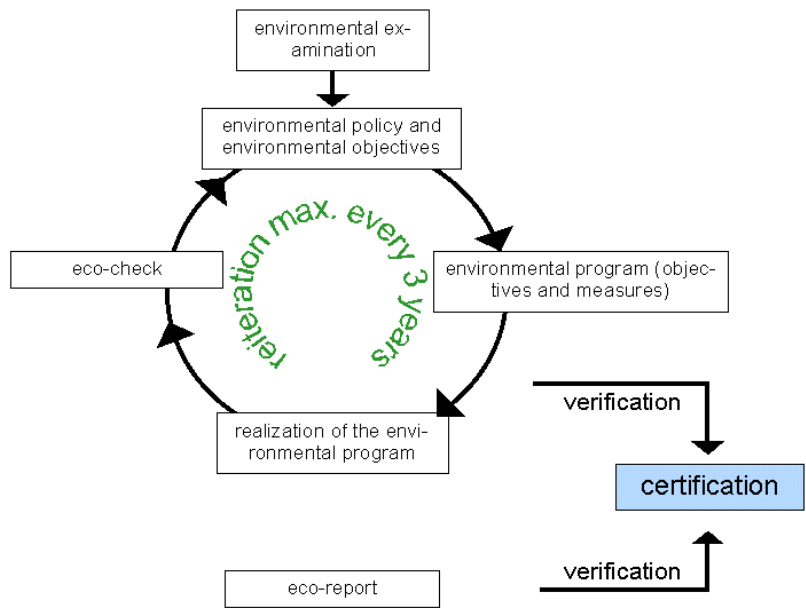 environmental ex-
amination
environmental policy and
environmental objectives
reiteration max. every 3 years
eco-check
environmental program (objec-
tives and measures)
realization of the envi-
ronmental program
verification
certification
verification
eco-report